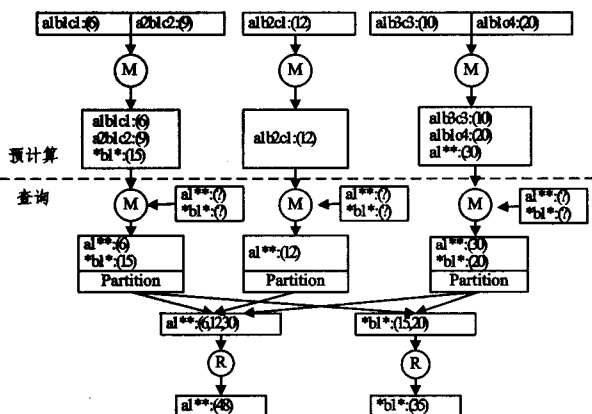 a1b1c1:(6) a2b1c2:(9) a1b2c1:(12) a1b3c3:(10) a1b1c4:(20)
M M M
a1b1c1:(6)
a2b1c2:(9)
*b1*:(15)
a1b2c1:(12)
a1b3c3:(10)
a1b1c4:(20)
a1**:(30)
预计算
查询
M
a1**:(?)
*b1*:(?)
M
a1**:(?)
*b1*:(?)
M
a1**:(?)
*b1*:(?)
a1**:(6)
*b1*:(15)
Partition
a1**:(12)
Partition
a1**:(30)
*b1*:(20)
Partition
a1**:(6,12,30) *b1*:(15,20)
R R
a1**:(48) *b1*:(35)